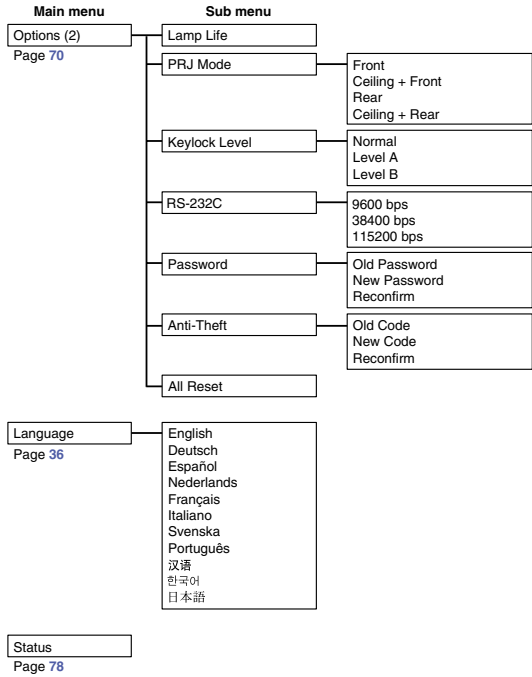 Main menu
Sub menu
Options (2)
Page 70
Lamp Life
PRJ Mode
Front
Ceiling + Front
Rear
Ceiling + Rear
Keylock Level
Normal
Level A
Level B
RS-232C
9600 bps
38400 bps
115200 bps
Password
Old Password
New Password
Reconfirm
Anti-Theft
Old Code
New Code
Reconfirm
All Reset
Language
Page 36
English
Deutsch
Español
Nederlands
Français
Italiano
Svenska
Português
汉语
한국어
日本語
Status
Page 78